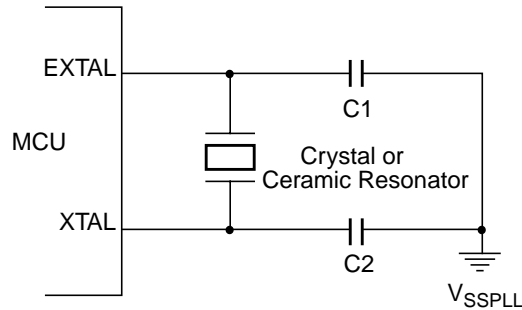 EXTAL
C1
MCU
Crystal or
Ceramic Resonator
XTAL
C2
VSSPLL